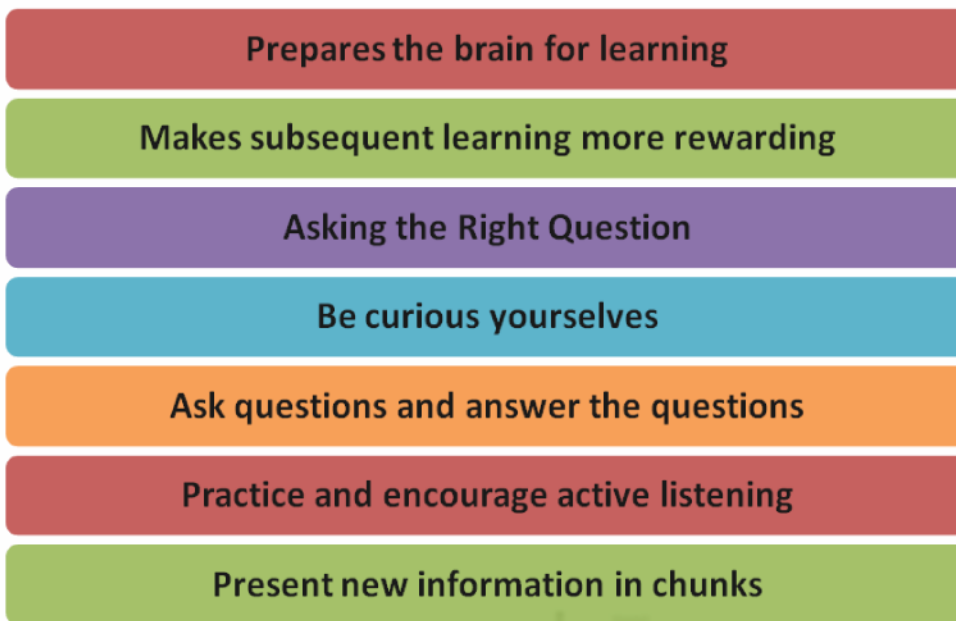 Prepares the brain for learning
Makes subsequent learning more rewarding
Asking the Right Question
Be curious yourselves
Ask questions and answer the questions
Practice and encourage active listening
Present new information in chunks